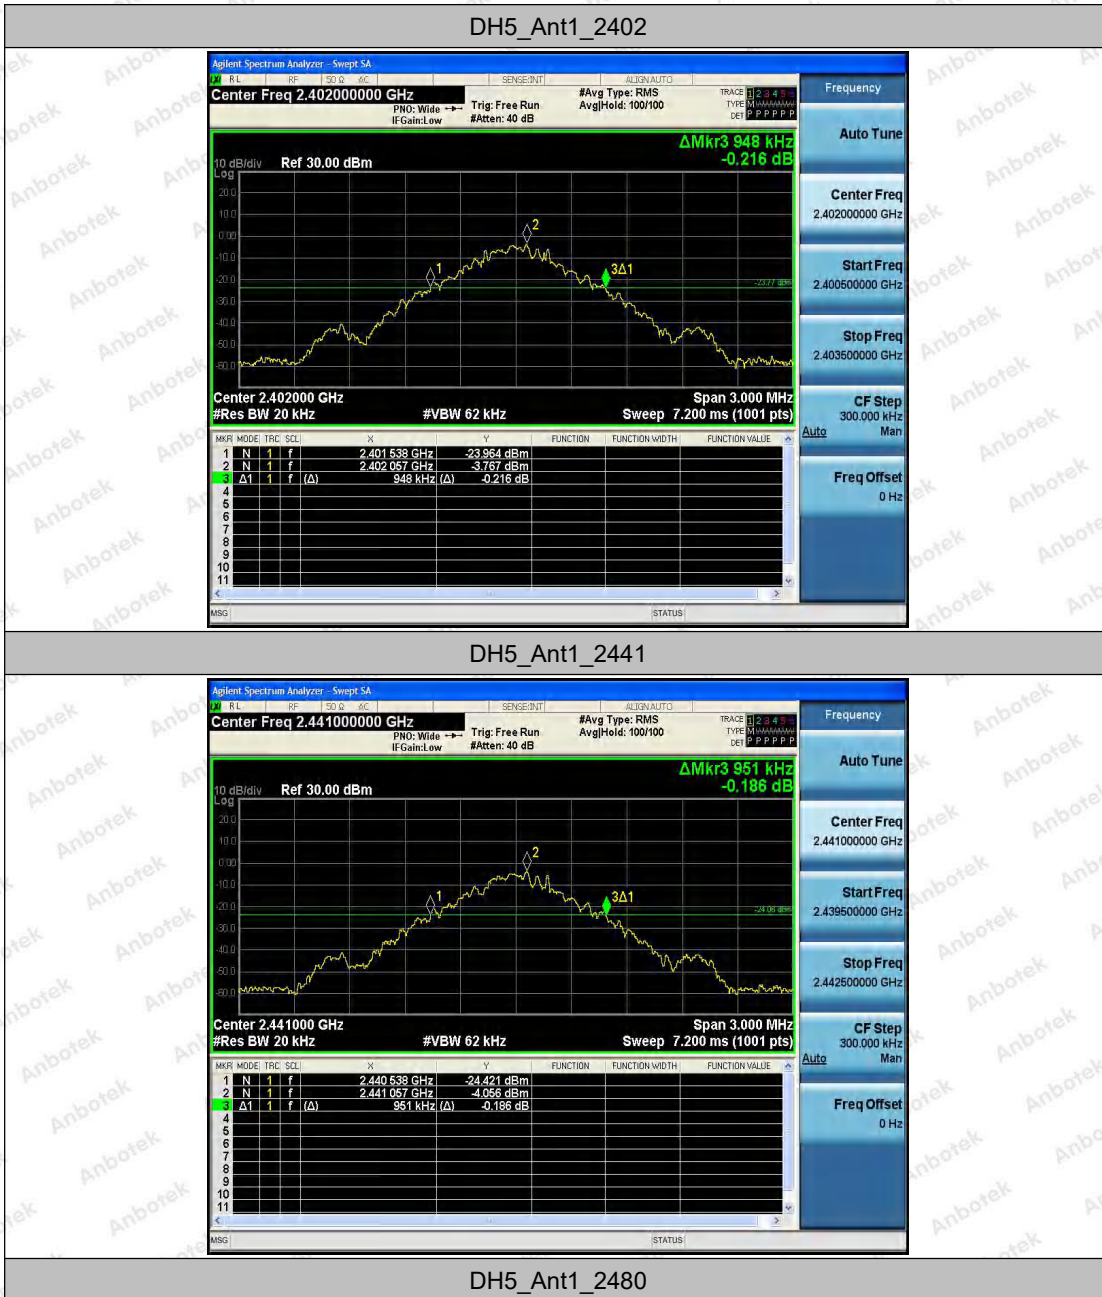 DH5_Ant1_2402
Agilent Spectrum Analyzer - Swept SA
RL RF 50 Ω AC SENSE:INT ALIGN AUTO
Center Freq 2.402000000 GHz
PNO: Wide
IFGain:Low
Trig: Free Run
#Atten: 40 dB
#Avg Type: RMS
Avg|Hold: 100/100
TRACE 1 2 3 4 5 6
TYPE M
DET P P P P P P
ΔMkr3 948 kHz
-0.216 dB
10 dB/div Ref 30.00 dBm
Log
20.0
10.0
0.00
-10.0
-20.0
-30.0
-40.0
-50.0
-60.0
1
2
3Δ1
-23.77 dBm
Center 2.402000 GHz Span 3.000 MHz
#Res BW 20 kHz #VBW 62 kHz Sweep 7.200 ms (1001 pts)
MKR MODE TRC SCL X Y FUNCTION FUNCTION WIDTH FUNCTION VALUE
1 N 1 f 2.401 538 GHz -23.964 dBm
2 N 1 f 2.402 057 GHz -3.767 dBm
3 Δ1 1 f (Δ) 948 kHz (Δ) -0.216 dB
4
5
6
7
8
9
10
11
MSG STATUS
Frequency
Auto Tune
Center Freq
2.402000000 GHz
Start Freq
2.400500000 GHz
Stop Freq
2.403500000 GHz
CF Step
300.000 kHz
Auto Man
Freq Offset
0 Hz
DH5_Ant1_2441
Agilent Spectrum Analyzer - Swept SA
RL RF 50 Ω AC SENSE:INT ALIGN AUTO
Center Freq 2.441000000 GHz
PNO: Wide
IFGain:Low
Trig: Free Run
#Atten: 40 dB
#Avg Type: RMS
Avg|Hold: 100/100
TRACE 1 2 3 4 5 6
TYPE M
DET P P P P P P
ΔMkr3 951 kHz
-0.186 dB
10 dB/div Ref 30.00 dBm
Log
20.0
10.0
0.00
-10.0
-20.0
-30.0
-40.0
-50.0
-60.0
1
2
3Δ1
-24.06 dBm
Center 2.441000 GHz Span 3.000 MHz
#Res BW 20 kHz #VBW 62 kHz Sweep 7.200 ms (1001 pts)
MKR MODE TRC SCL X Y FUNCTION FUNCTION WIDTH FUNCTION VALUE
1 N 1 f 2.440 538 GHz -24.421 dBm
2 N 1 f 2.441 057 GHz -4.056 dBm
3 Δ1 1 f (Δ) 951 kHz (Δ) -0.186 dB
4
5
6
7
8
9
10
11
MSG STATUS
Frequency
Auto Tune
Center Freq
2.441000000 GHz
Start Freq
2.439500000 GHz
Stop Freq
2.442500000 GHz
CF Step
300.000 kHz
Auto Man
Freq Offset
0 Hz
DH5_Ant1_2480